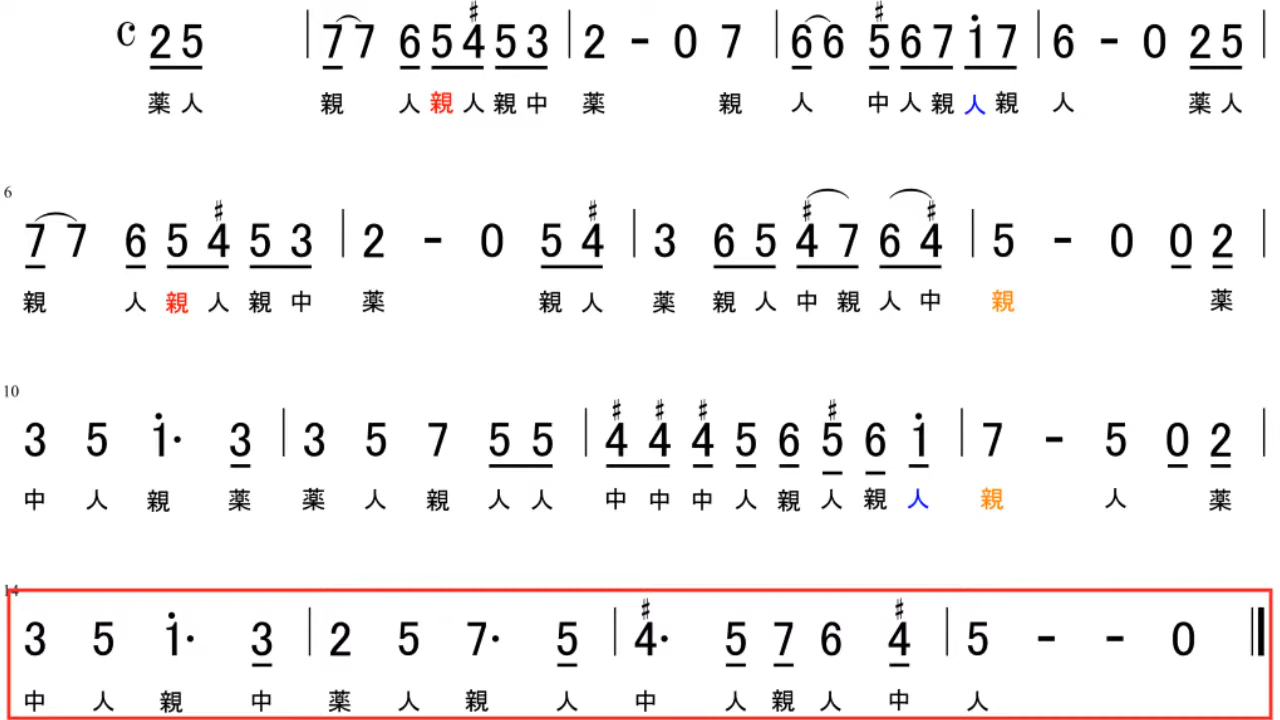 C 2 5 | 7 7 6 5 #4 5 3 | 2 - 0 7 | 6 6 #5 6 7 i 7 | 6 - 0 2 5 |
薬 人 親 人 親 人 親 中 薬 親 人 中 人 親 人 親 人 薬 人
6
7 7 6 5 #4 5 3 | 2 - 0 5 #4 | 3 6 5 #4 7 6 #4 | 5 - 0 0 2 |
親 人 親 人 親 中 薬 親 人 薬 親 人 中 親 人 中 親 薬
10
3 5 i· 3 | 3 5 7 5 5 | #4 #4 #4 5 6 #5 6 i | 7 - 5 0 2 |
中 人 親 薬 薬 人 親 人 人 中 中 中 人 親 人 親 人 親 人 薬
14
3 5 i· 3 | 2 5 7· 5 | #4· 5 7 6 #4 | 5 - - 0 ‖
中 人 親 中 薬 人 親 人 中 人 親 人 中 人